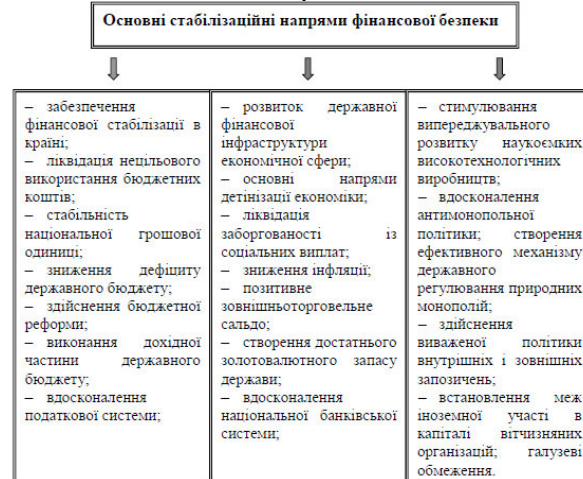 Основні стабілізаційні напрями фінансової безпеки
– забезпечення
фінансової стабілізації в
країні;
– ліквідація нецільового
використання бюджетних
коштів;
– стабільність
національної грошової
одиниці;
– зниження дефіциту
державного бюджету;
– здійснення бюджетної
реформи;
– виконання дохідної
частини державного
бюджету;
– вдосконалення
податкової системи;
– розвиток державної
фінансової
інфраструктури
економічної сфери;
– основні напрями
детінізації економіки;
– ліквідація
заборгованості із
соціальних виплат;
– зниження інфляції;
– позитивне
зовнішньоторговельне
сальдо;
– створення достатнього
золотовалютного запасу
держави;
– вдосконалення
національної банківської
системи;
– стимулювання
випереджувального
розвитку наукоємких
високотехнологічних
виробництв;
– вдосконалення
антимонопольної
політики; створення
ефективного механізму
державного
регулювання природних
монополій;
– здійснення
виваженої політики
внутрішніх і зовнішніх
запозичень;
– встановлення меж
іноземної участі в
капіталі вітчизняних
організацій; галузеві
обмеження.